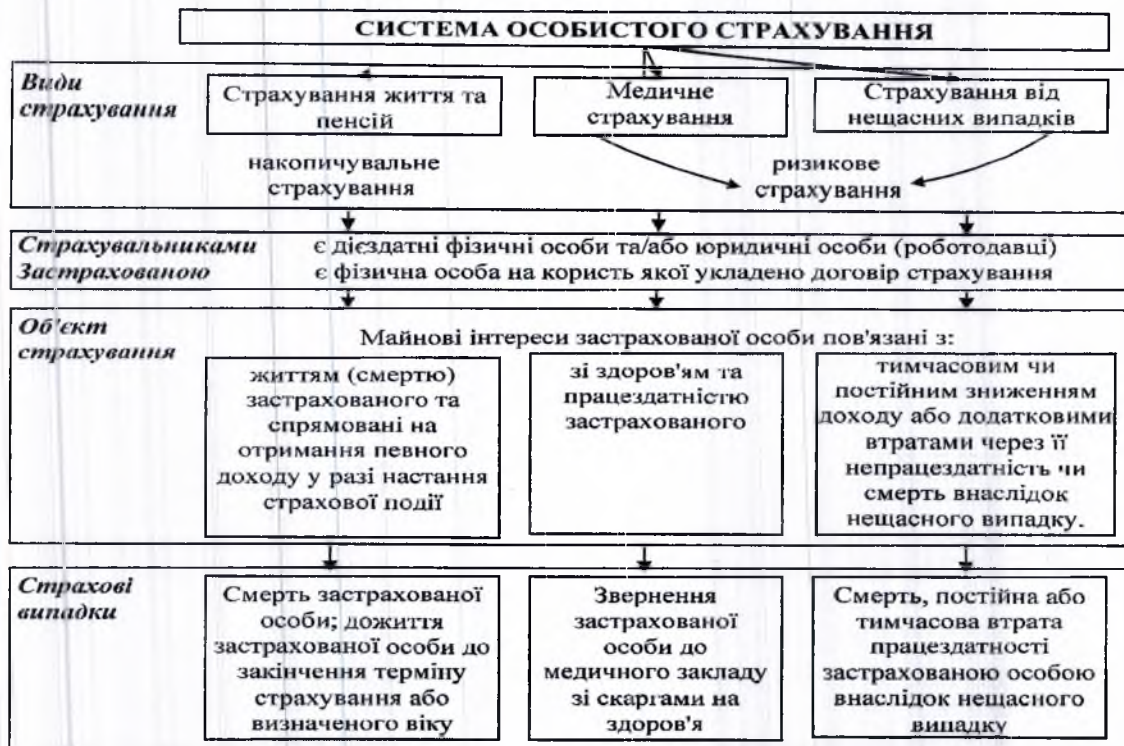 СИСТЕМА ОСОБИСТОГО СТРАХУВАННЯ
Види
страхування
Страхування життя та
пенсій
Медичне
страхування
Страхування від
нещасних випадків
накопичувальне
страхування
ризикове
страхування
Страхувальниками є дієздатні фізичні особи та/або юридичні особи (роботодавці)
Застрахованою є фізична особа на користь якої укладено договір страхування
Об'єкт
страхування
Майнові інтереси застрахованої особи пов'язані з:
життям (смертю)
застрахованого та
спрямовані на
отримання певного
доходу у разі настання
страхової події
зі здоров'ям та
працездатністю
застрахованого
тимчасовим чи
постійним зниженням
доходу або додатковими
втратами через її
непрацездатність чи
смерть внаслідок
нещасного випадку.
Страхові
випадки
Смерть застрахованої
особи; дожиття
застрахованої особи до
закінчення терміну
страхування або
визначеного віку
Звернення
застрахованої
особи до
медичного закладу
зі скаргами на
здоров'я
Смерть, постійна або
тимчасова втрата
працездатності
застрахованою особою
внаслідок нещасного
випадку